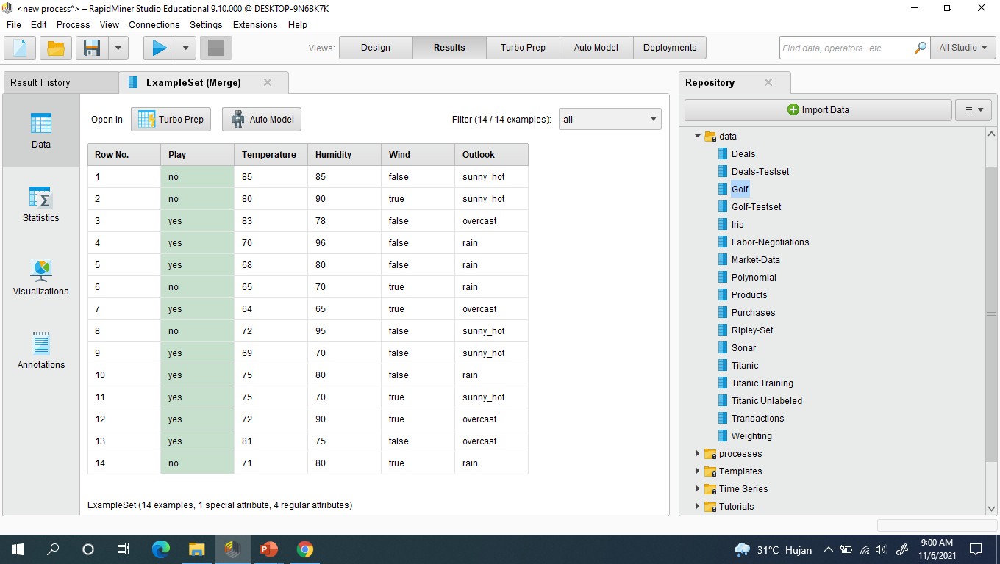 <new process*> – RapidMiner Studio Educational 9.10.000 @ DESKTOP-9N6BK7K
File Edit Process View Connections Settings Extensions Help
Views: Design Results Turbo Prep Auto Model Deployments Find data, operators...etc All Studio
Result History ExampleSet (Merge)
Data
Statistics
Visualizations
Annotations
Open in Turbo Prep Auto Model Filter (14 / 14 examples): all
Row No. Play Temperature Humidity Wind Outlook
1 no 85 85 false sunny_hot
2 no 80 90 true sunny_hot
3 yes 83 78 false overcast
4 yes 70 96 false rain
5 yes 68 80 false rain
6 no 65 70 true rain
7 yes 64 65 true overcast
8 no 72 95 false sunny_hot
9 yes 69 70 false sunny_hot
10 yes 75 80 false rain
11 yes 75 70 true sunny_hot
12 yes 72 90 true overcast
13 yes 81 75 false overcast
14 no 71 80 true rain
ExampleSet (14 examples, 1 special attribute, 4 regular attributes)
Repository
Import Data
data
Deals
Deals-Testset
Golf
Golf-Testset
Iris
Labor-Negotiations
Market-Data
Polynomial
Products
Purchases
Ripley-Set
Sonar
Titanic
Titanic Training
Titanic Unlabeled
Transactions
Weighting
processes
Templates
Time Series
Tutorials
31°C Hujan
9:00 AM
11/6/2021